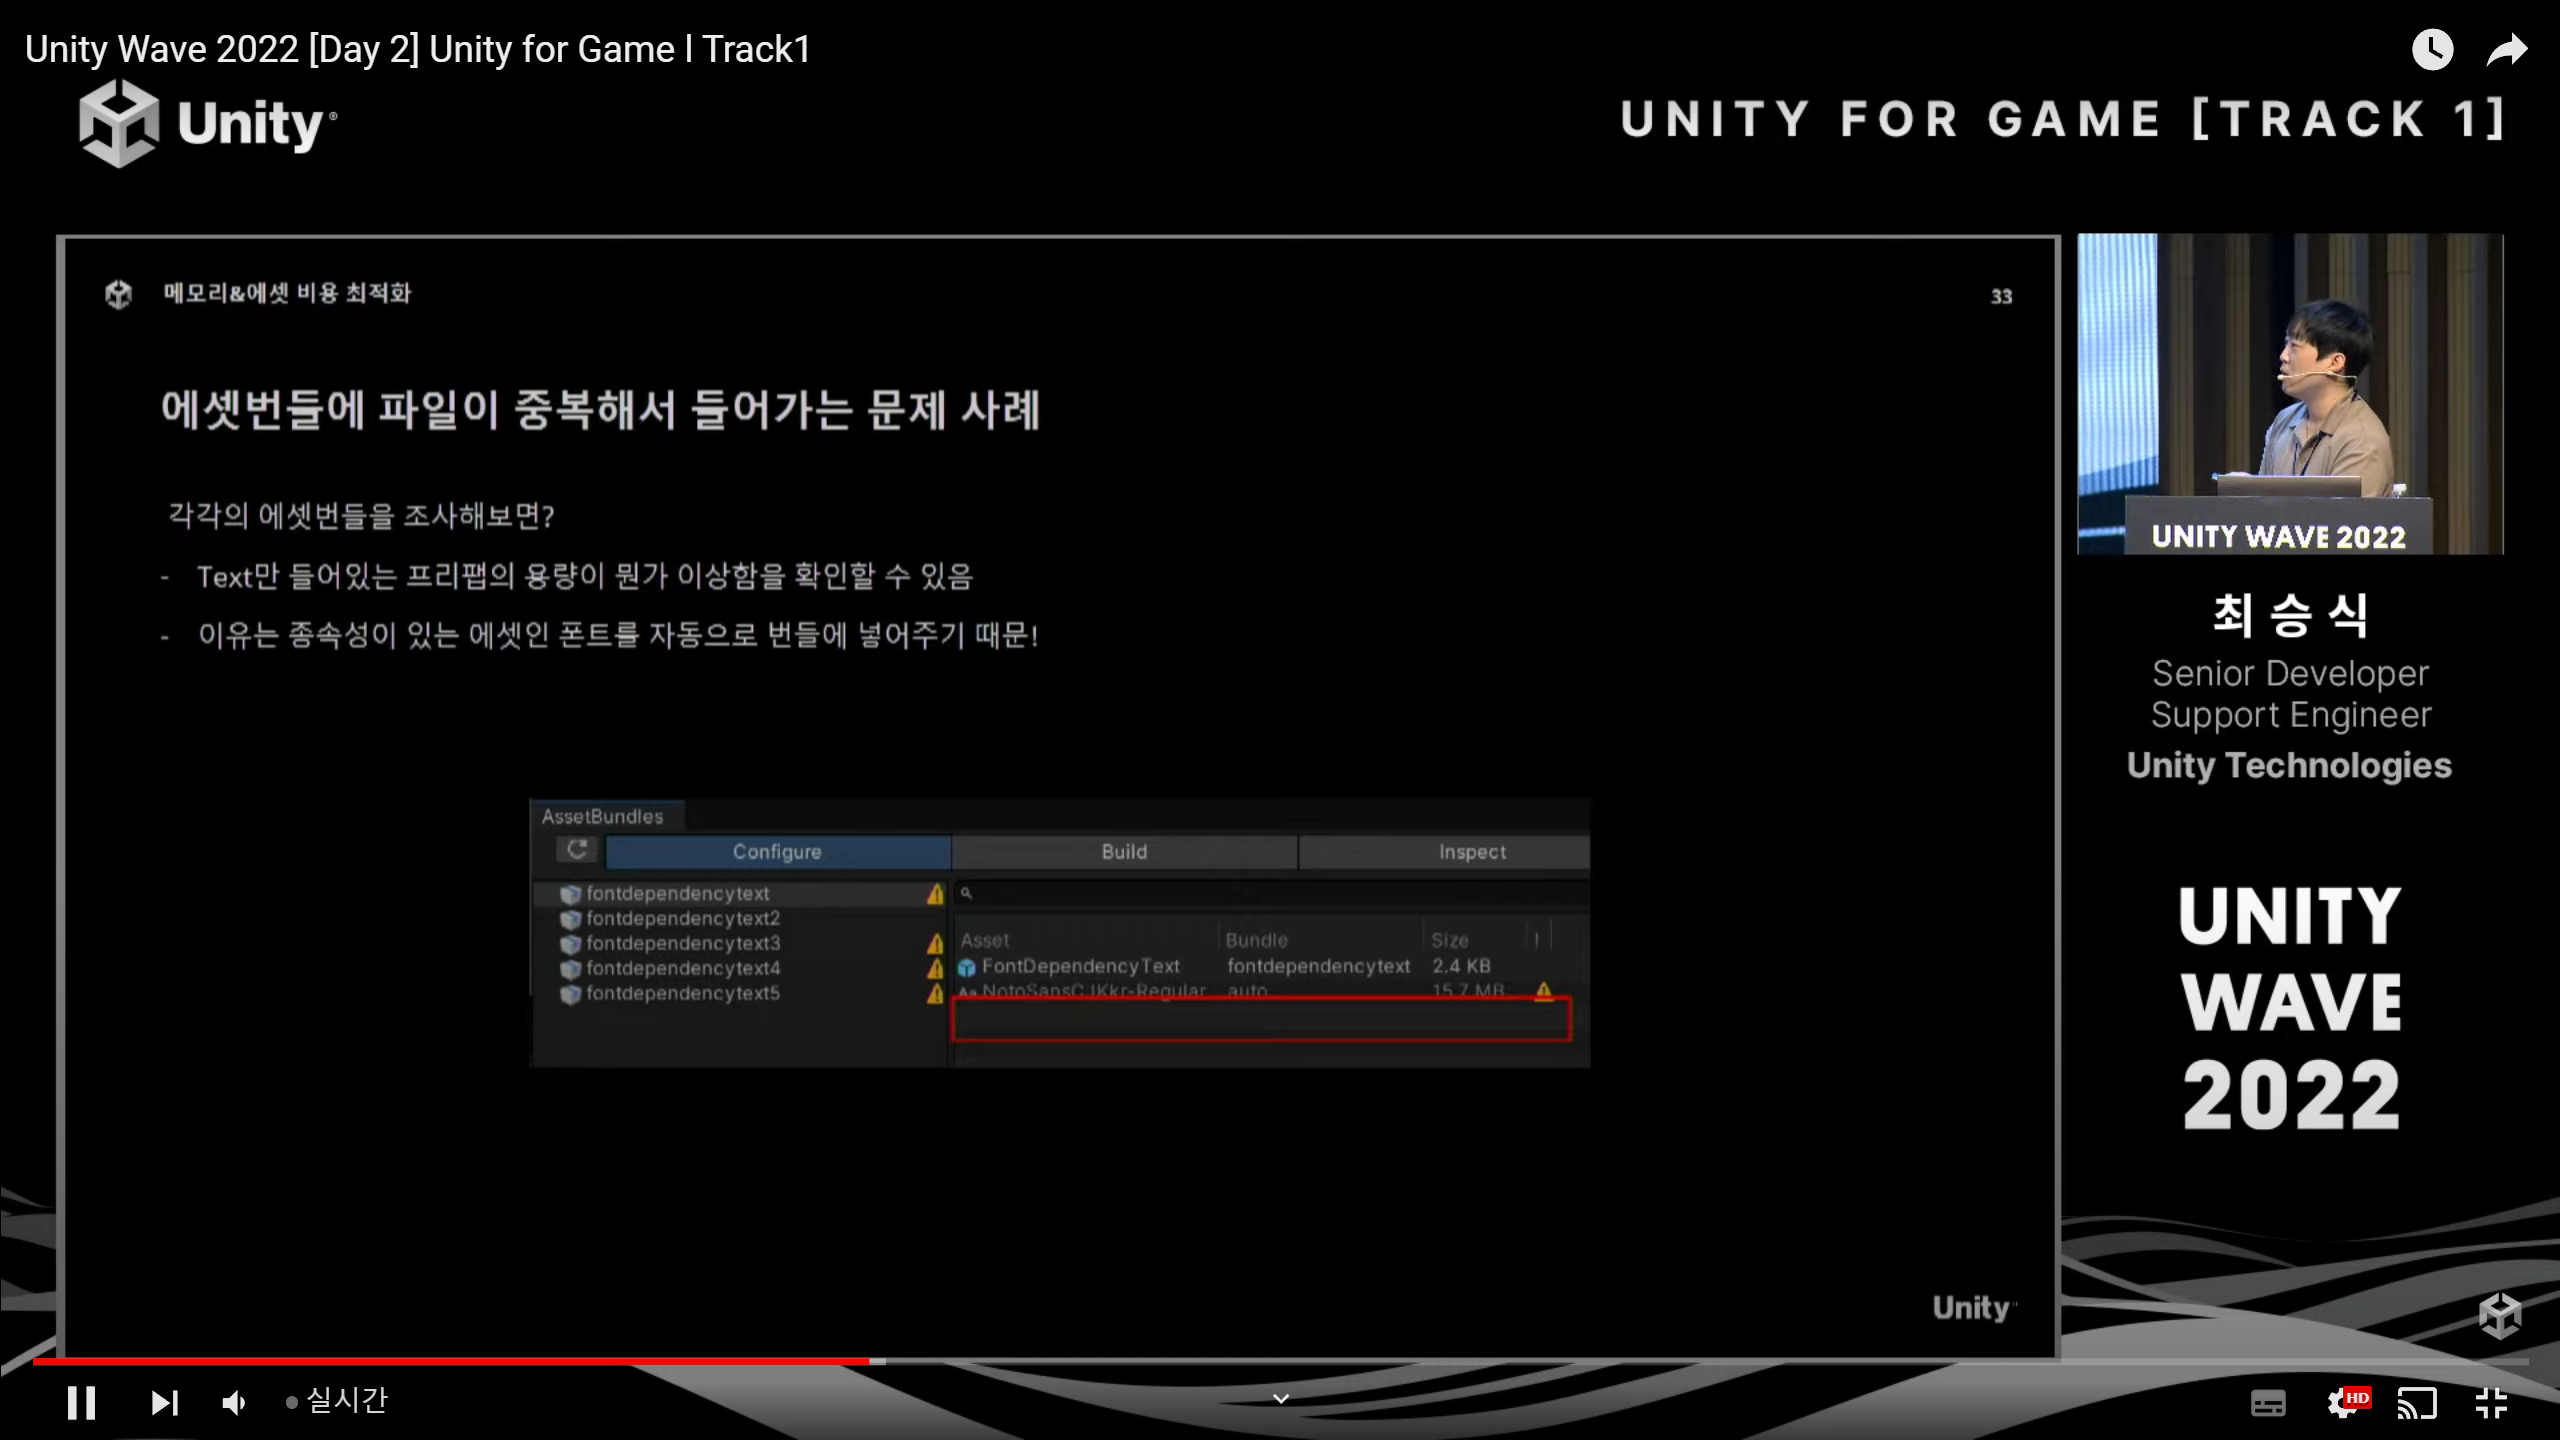 Unity Wave 2022 [Day 2] Unity for Game l Track1
Unity
UNITY FOR GAME [TRACK 1]
메모리&에셋 비용 최적화
33
에셋번들에 파일이 중복해서 들어가는 문제 사례
각각의 에셋번들을 조사해보면?
- Text만 들어있는 프리팹의 용량이 뭔가 이상함을 확인할 수 있음
- 이유는 종속성이 있는 에셋인 폰트를 자동으로 번들에 넣어주기 때문!
AssetBundles
Configure Build Inspect
fontdependencytext
fontdependencytext2
fontdependencytext3
fontdependencytext4
fontdependencytext5
Asset Bundle Size !
FontDependencyText fontdependencytext 2.4 KB
Aa NotoSansCJKkr-Regular auto 15.7 MB
Unity
UNITY WAVE 2022
최승식
Senior Developer
Support Engineer
Unity Technologies
UNITY
WAVE
2022
실시간
HD